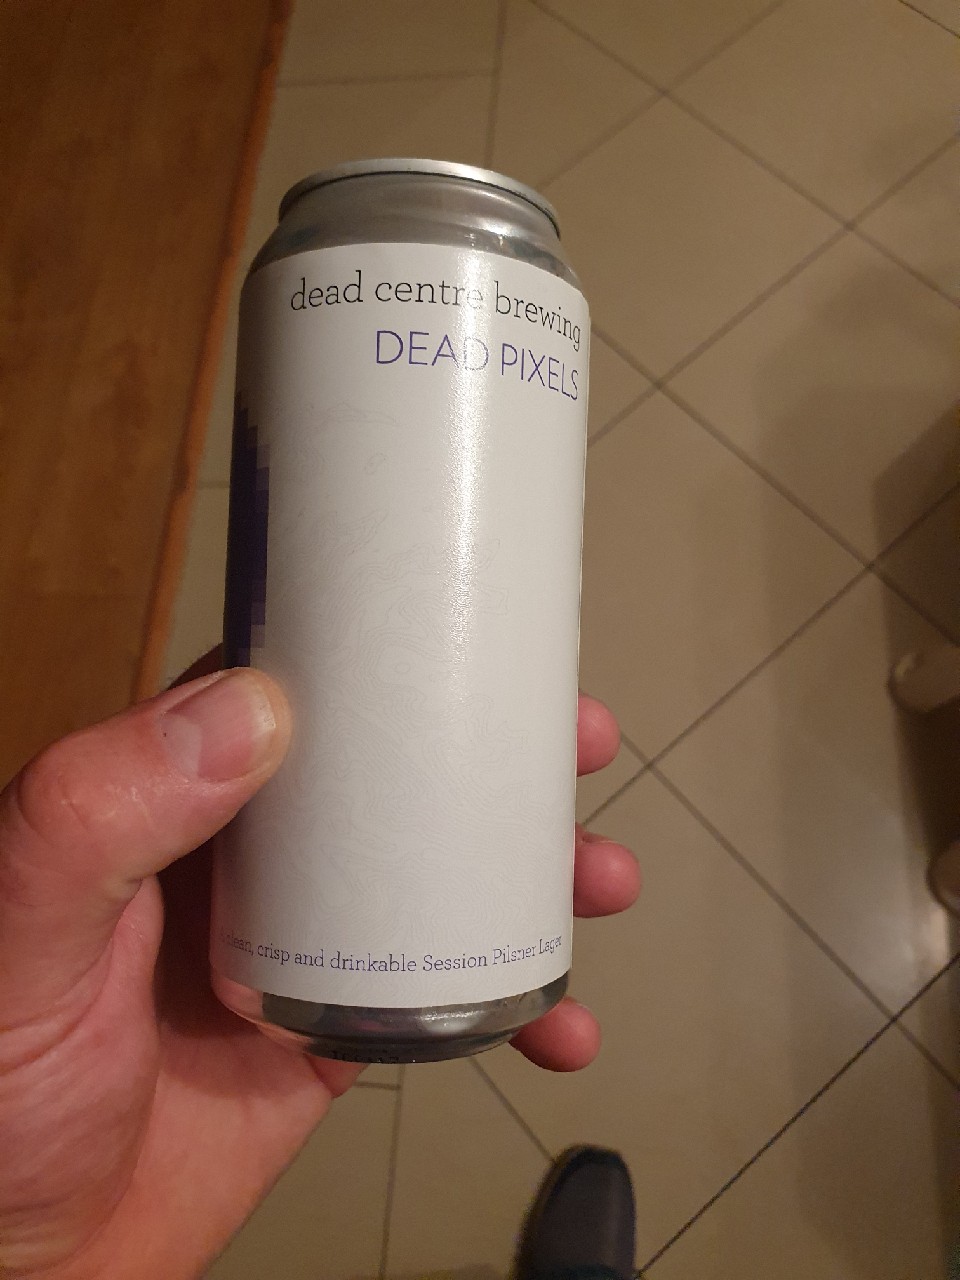 dead centre brewing
DEAD PIXELS
clean, crisp and drinkable Session Pilsner Lager